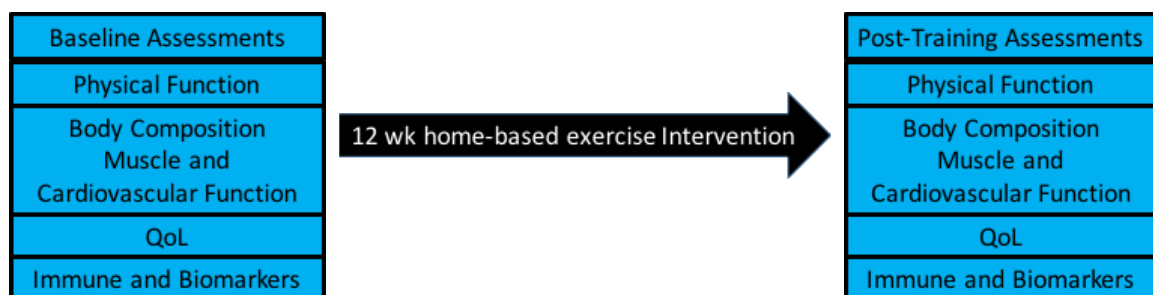 Baseline Assessments
Physical Function
Body Composition
Muscle and
Cardiovascular Function
QoL
Immune and Biomarkers
12 wk home-based exercise Intervention
Post-Training Assessments
Physical Function
Body Composition
Muscle and
Cardiovascular Function
QoL
Immune and Biomarkers